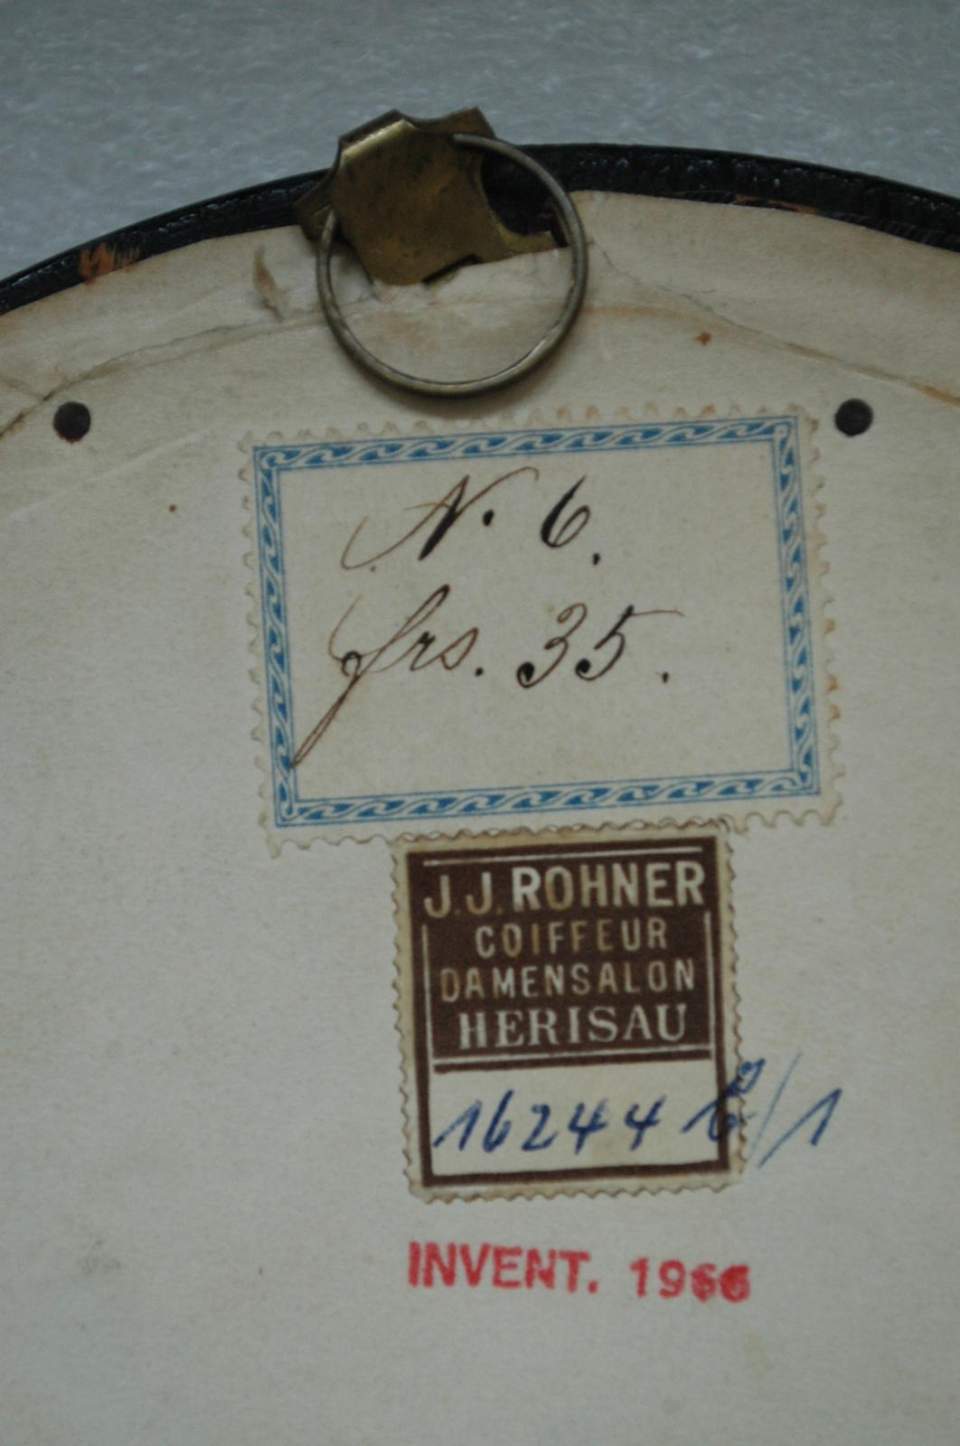 N. 6.
frs. 35.
J.J. ROHNER
COIFFEUR
DAMENSALON
HERISAU
16244 /1
INVENT. 1966